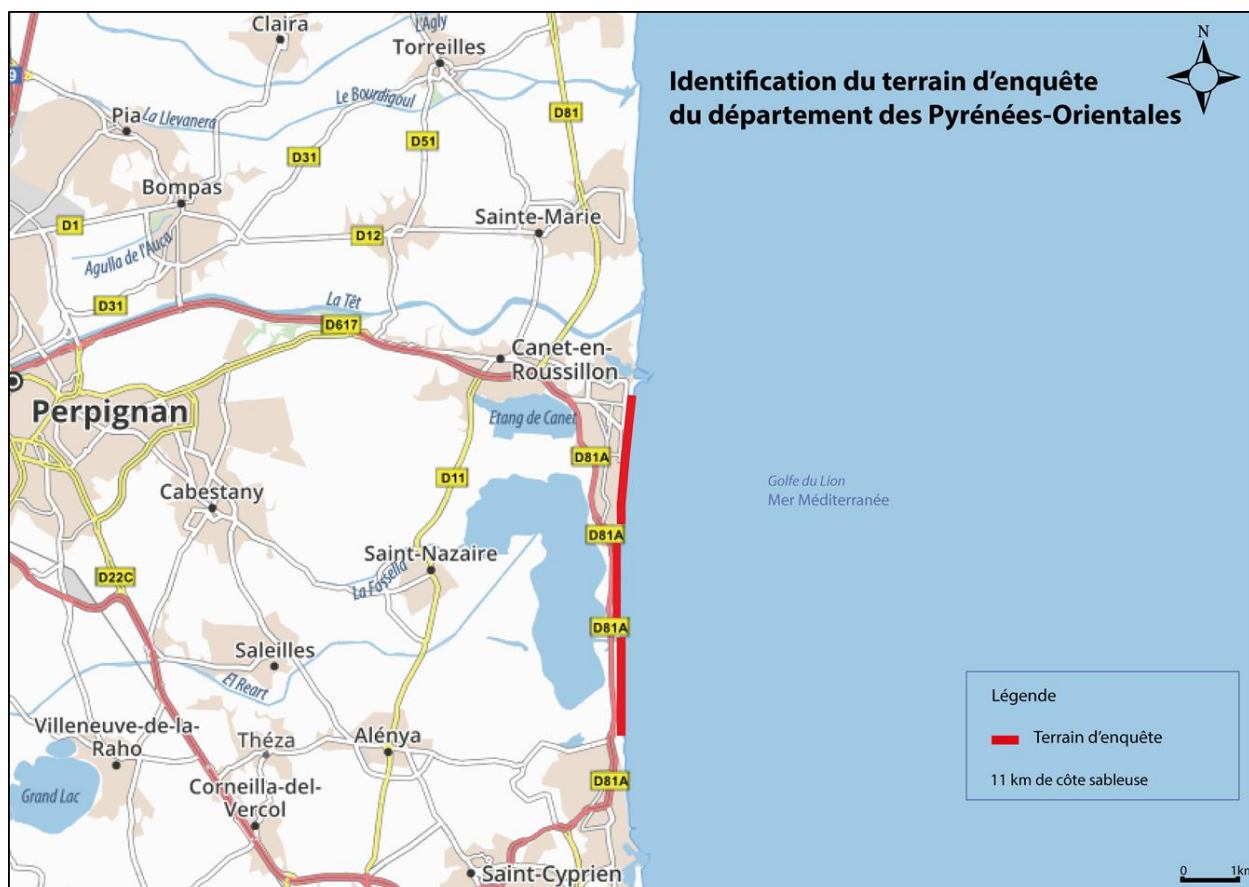 Identification du terrain d'enquête
du département des Pyrénées-Orientales
N
Claira
L'Agly
Torreilles
9
Le Bourdigoul
La Llevanera
D81
Pia
D51
D31
Bompas
Sainte-Marie
D1
D12
Agulla de l'Auca
La Têt
D31
D617
Canet-en-
Roussillon
Perpignan
Etang de Canet
D81A
D11
Golfe du Lion
Mer Méditerranée
Cabestany
D81A
Saint-Nazaire
D22C
La Fossella
D81A
Saleilles
El Reart
Légende
Terrain d'enquête
11 km de côte sableuse
Villeneuve-de-la-
Raho
Théza
Alénya
Corneilla-del-
Vercol
D81A
Grand Lac
Saint-Cyprien
0 1km